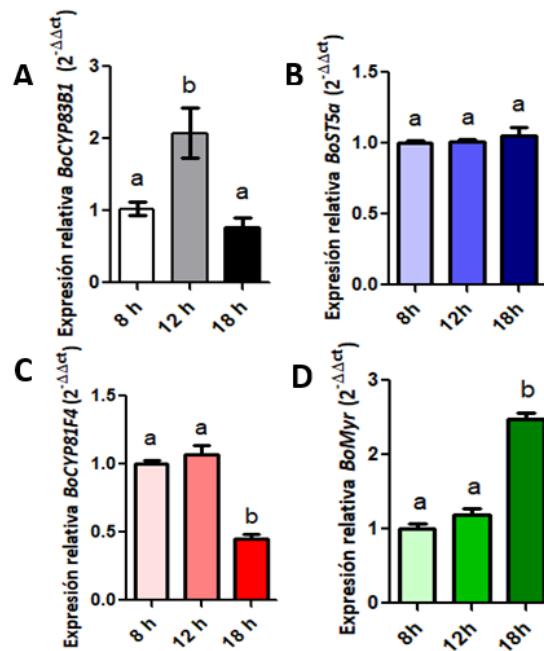 A
Expresión relativa BoCYP83B1 (2^-ΔΔct)
3
2
1
0
a
b
a
8 h
12 h
18 h
B
Expresión relativa BoST5a (2^-ΔΔct)
1.5
1.0
0.5
0.0
a
a
a
8h
12h
18h
C
Expresión relativa BoCYP81F4 (2^-ΔΔct)
1.5
1.0
0.5
0.0
a
a
b
8 h
12 h
18 h
D
Expresión relativa BoMyr (2^-ΔΔct)
3
2
1
0
a
a
b
8h
12h
18h